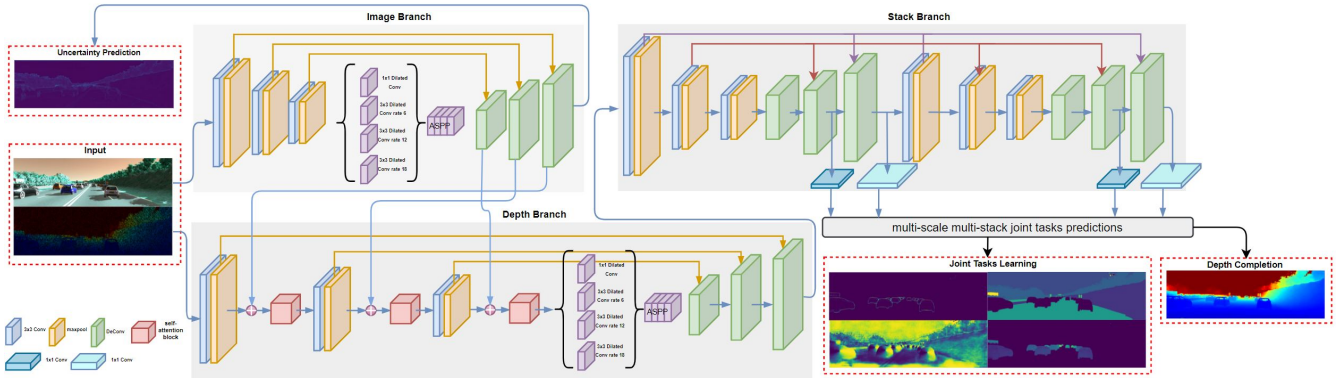 Image Branch
Stack Branch
Uncertainty Prediction
1x1 Dilated
Conv
3x3 Dilated
Conv rate 6
3x3 Dilated
Conv rate 12
3x3 Dilated
Conv rate 18
ASPP
Input
Depth Branch
1x1 Dilated
Conv
3x3 Dilated
Conv rate 6
3x3 Dilated
Conv rate 12
3x3 Dilated
Conv rate 18
ASPP
multi-scale multi-stack joint tasks predictions
Joint Tasks Learning
Depth Completion
3x3 Conv
maxpool
DeConv
self-
attention
block
1x1 Conv
1x1 Conv